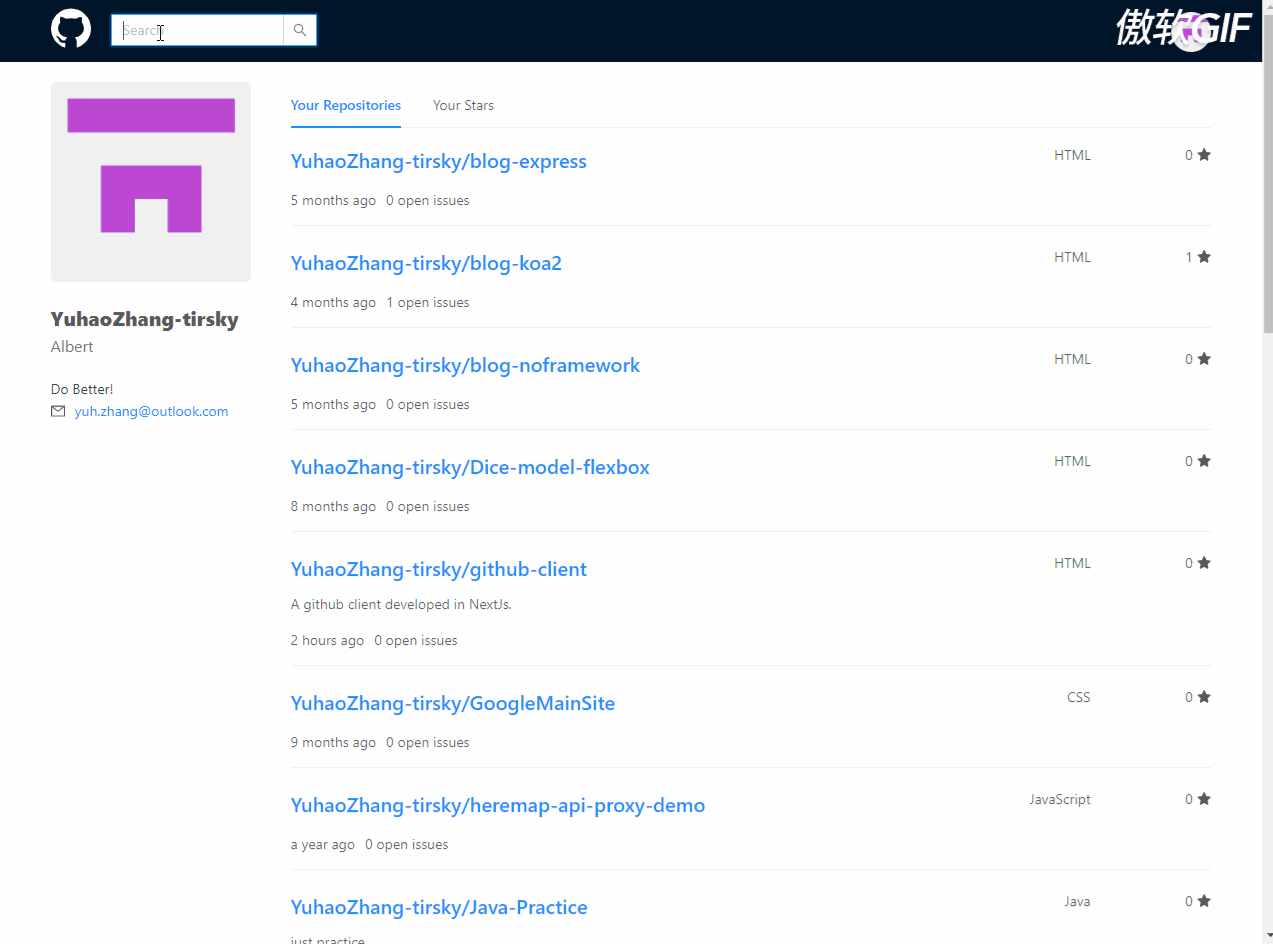 Search
傲软GIF
Your Repositories Your Stars
YuhaoZhang-tirsky/blog-express HTML 0
5 months ago 0 open issues
YuhaoZhang-tirsky/blog-koa2 HTML 1
4 months ago 1 open issues
YuhaoZhang-tirsky
Albert
Do Better!
yuh.zhang@outlook.com
YuhaoZhang-tirsky/blog-noframework HTML 0
5 months ago 0 open issues
YuhaoZhang-tirsky/Dice-model-flexbox HTML 0
8 months ago 0 open issues
YuhaoZhang-tirsky/github-client HTML 0
A github client developed in NextJs.
2 hours ago 0 open issues
YuhaoZhang-tirsky/GoogleMainSite CSS 0
9 months ago 0 open issues
YuhaoZhang-tirsky/heremap-api-proxy-demo JavaScript 0
a year ago 0 open issues
YuhaoZhang-tirsky/Java-Practice Java 0
just practice